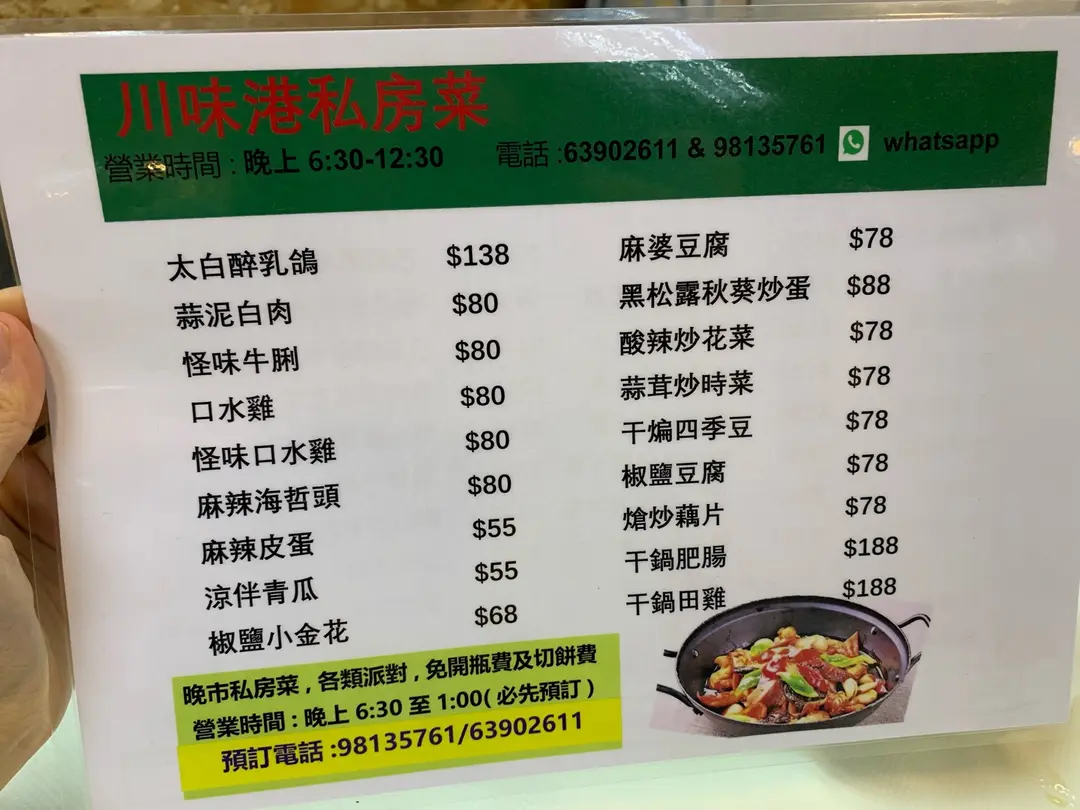 川味港私房菜
營業時間 : 晚上 6:30-12:30 電話 :63902611 & 98135761 whatsapp
太白醉乳鴿 $138
蒜泥白肉 $80
怪味牛脷 $80
口水雞 $80
怪味口水雞 $80
麻辣海哲頭 $80
麻辣皮蛋 $55
涼伴青瓜 $55
椒鹽小金花 $68
麻婆豆腐 $78
黑松露秋葵炒蛋 $88
酸辣炒花菜 $78
蒜茸炒時菜 $78
干煸四季豆 $78
椒鹽豆腐 $78
熗炒藕片 $78
干鍋肥腸 $188
干鍋田雞 $188
晚市私房菜 , 各類派對 , 免開瓶費及切餅費
營業時間 : 晚上 6:30 至 1:00( 必先預訂 )
預訂電話 :98135761/63902611